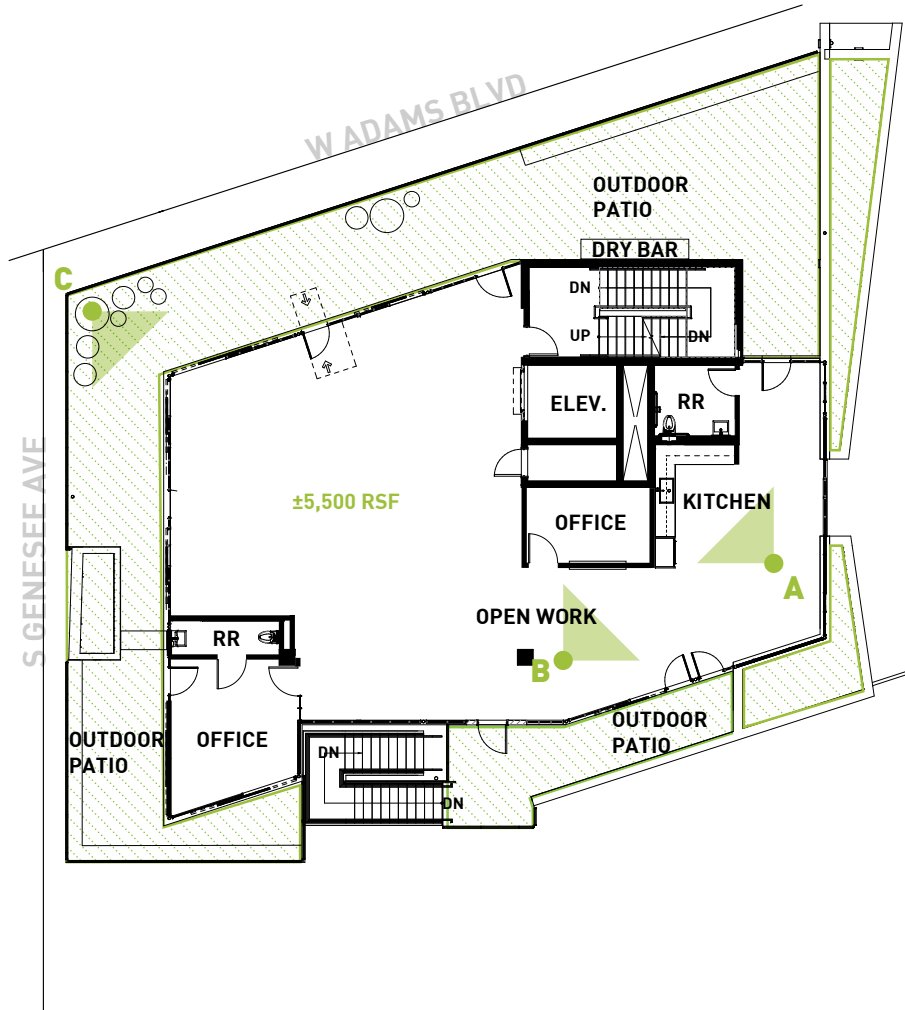 W ADAMS BLVD
OUTDOOR
PATIO
DRY BAR
C
DN
UP
DN
ELEV.
RR
S GENESEE AVE
±5,500 RSF
KITCHEN
OFFICE
A
OPEN WORK
RR
B
OUTDOOR
PATIO
OFFICE
OUTDOOR
PATIO
DN
DN